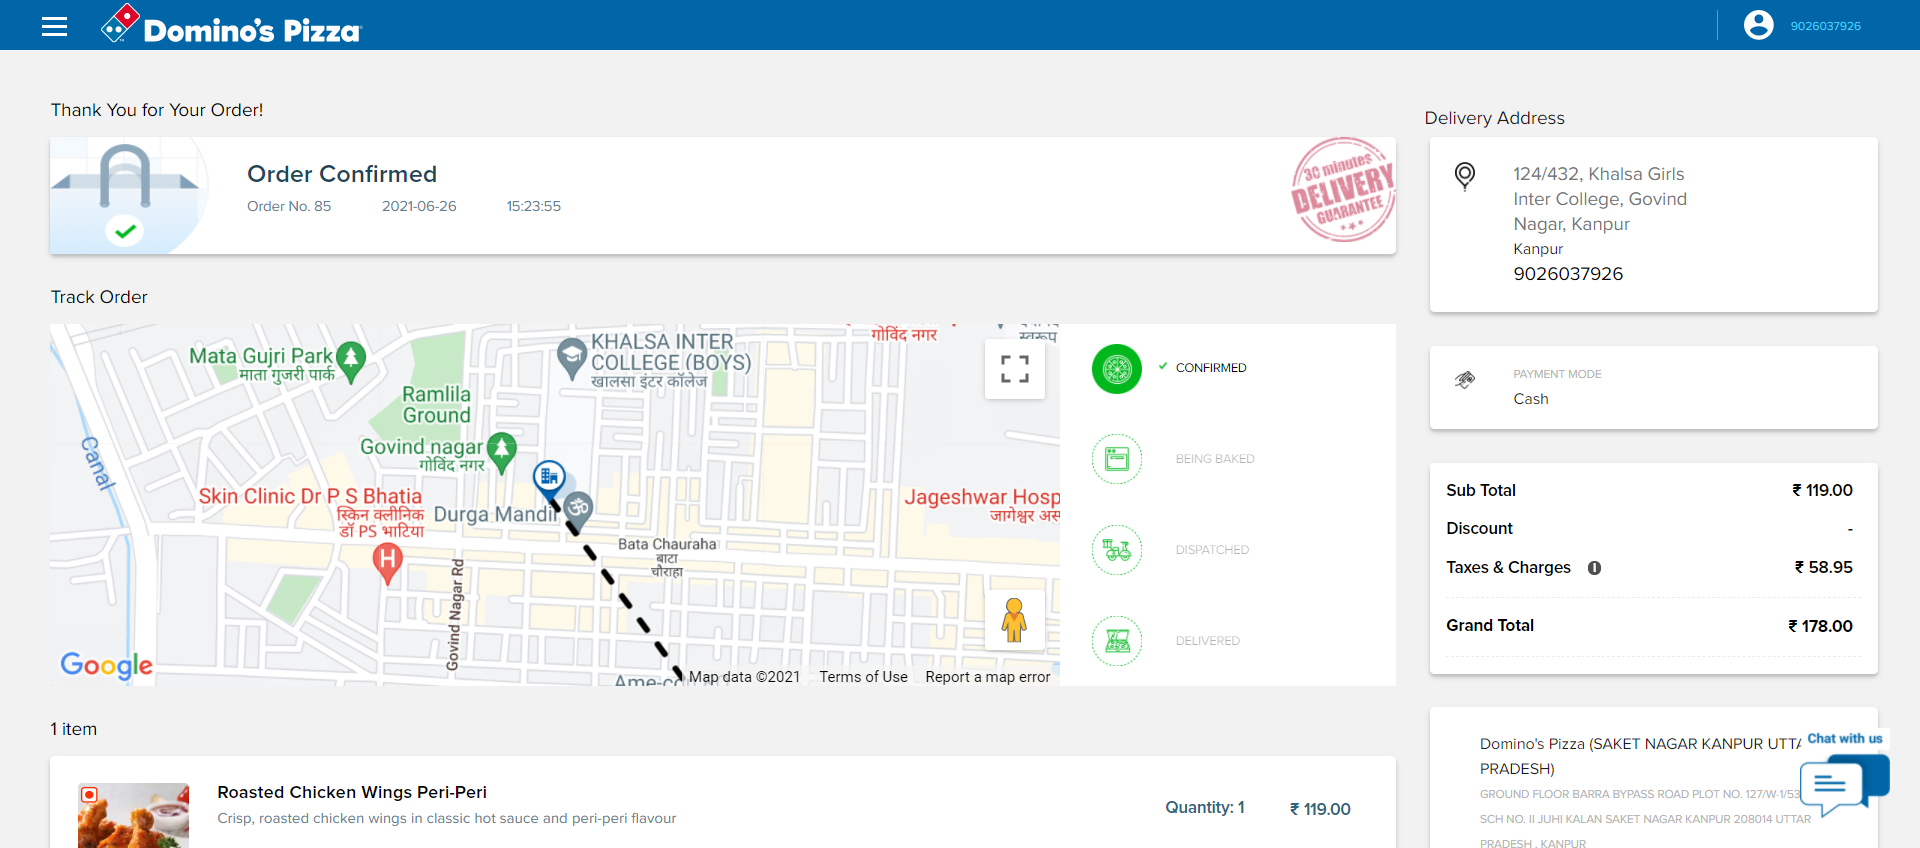 Domino's Pizza
9026037926
Thank You for Your Order!
Order Confirmed
Order No. 85 2021-06-26 15:23:55
30 minutes
DELIVERY
GUARANTEE
Track Order
Mata Gujri Park
माता गुजरी पार्क
KHALSA INTER
COLLEGE (BOYS)
खालसा इंटर कॉलेज
गोविंद नगर
Ramlila
Ground
Govind nagar
गोविंद नगर
Canal
Skin Clinic Dr P S Bhatia
स्किन क्लीनिक
डॉ PS भाटिया
Durga Mandir
Jageshwar Hosp
जागेश्वर अस
Bata Chauraha
बाटा
चौराहा
H
Govind Nagar Rd
Google
Map data ©2021 Terms of Use Report a map error
CONFIRMED
BEING BAKED
DISPATCHED
DELIVERED
1 item
Roasted Chicken Wings Peri-Peri
Crisp, roasted chicken wings in classic hot sauce and peri-peri flavour
Quantity: 1 ₹ 119.00
Delivery Address
124/432, Khalsa Girls
Inter College, Govind
Nagar, Kanpur
Kanpur
9026037926
PAYMENT MODE
Cash
Sub Total ₹ 119.00
Discount -
Taxes & Charges ₹ 58.95
Grand Total ₹ 178.00
Domino's Pizza (SAKET NAGAR KANPUR UTTA
PRADESH)
GROUND FLOOR BARRA BYPASS ROAD PLOT NO. 127/W-1/53
SCH NO. II JUHI KALAN SAKET NAGAR KANPUR 208014 UTTAR
PRADESH , KANPUR
Chat with us